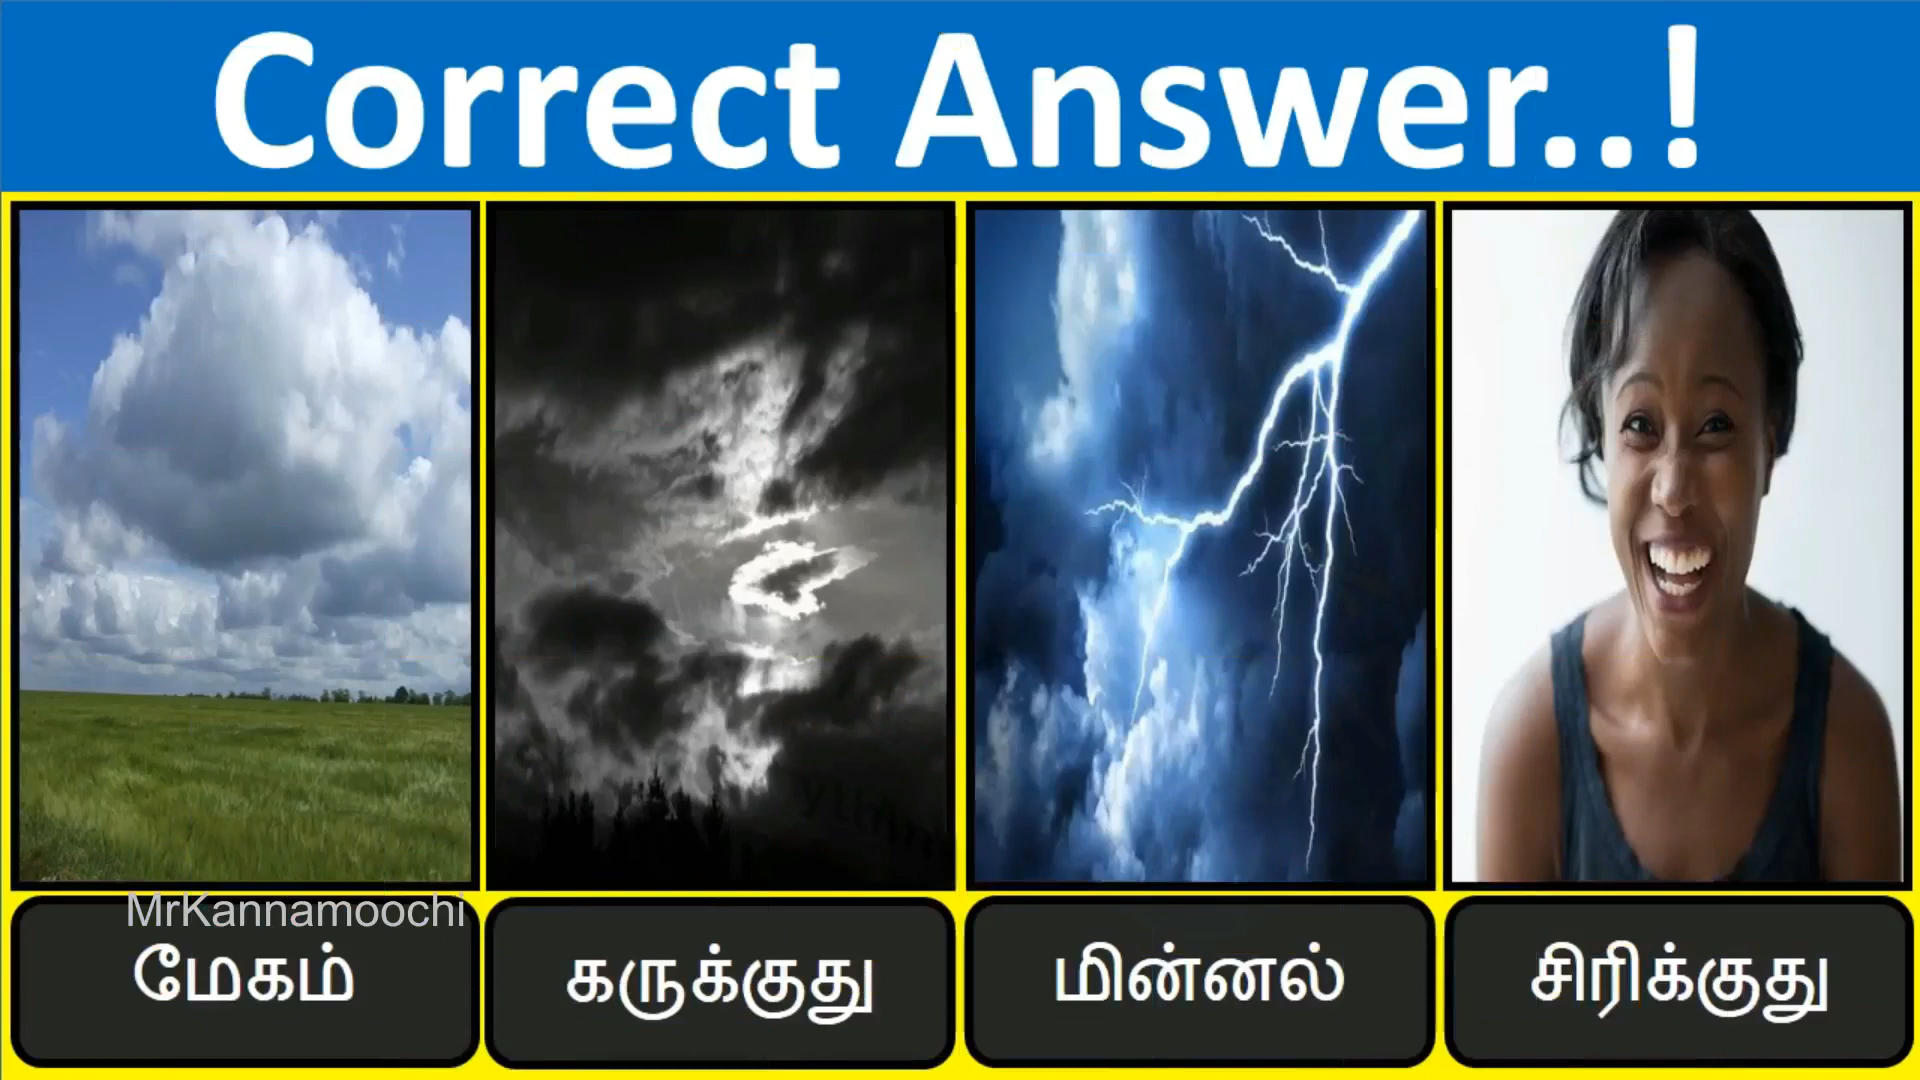 Correct Answer..!
MrKannamoochi
மேகம்
கருக்குது
மின்னல்
சிரிக்குது